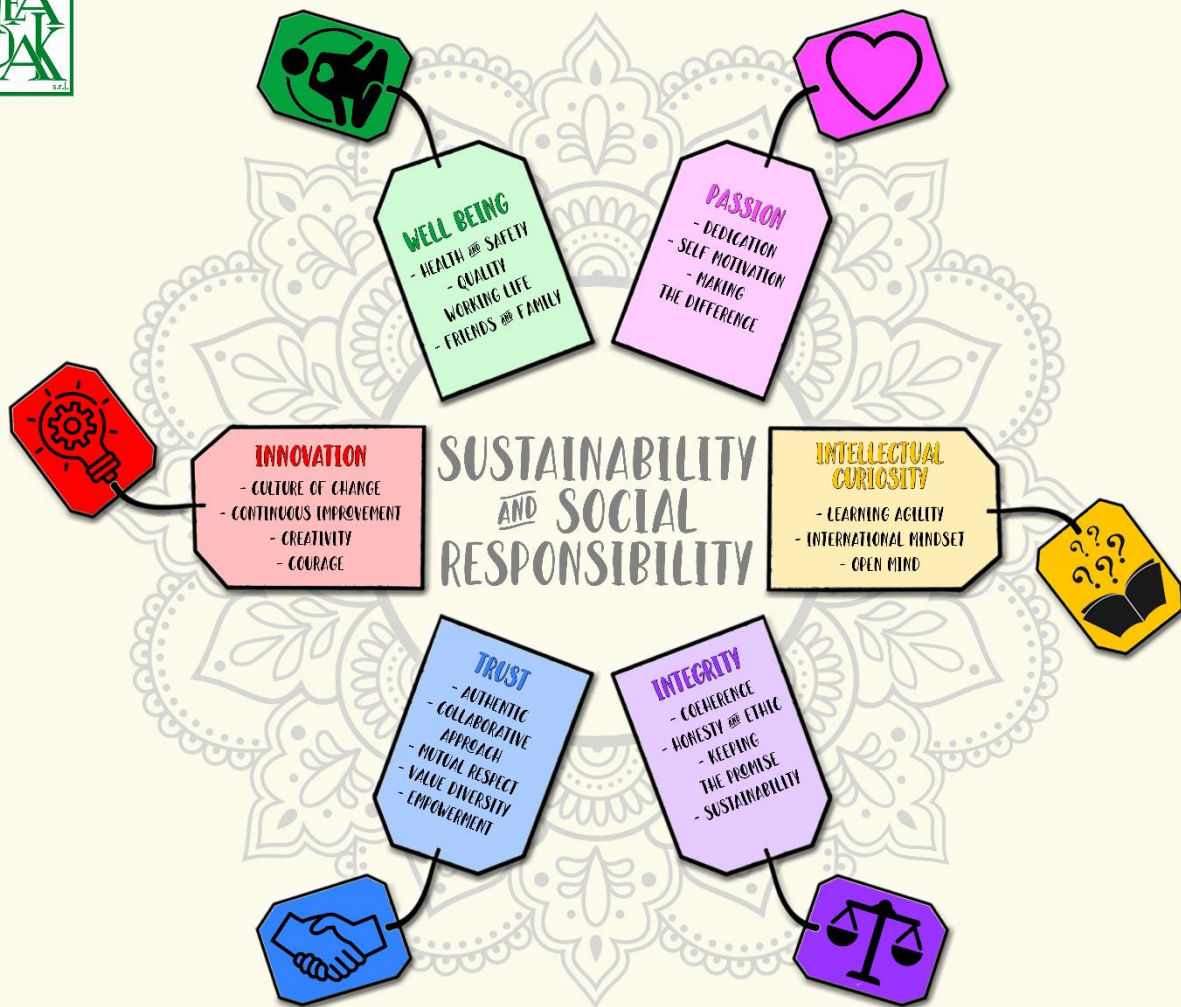 s.r.l.
WELL BEING
- HEALTH AND SAFETY
- QUALITY
WORKING LIFE
- FRIENDS AND FAMILY
PASSION
- DEDICATION
- SELF MOTIVATION
- MAKING
THE DIFFERENCE
INNOVATION
- CULTURE OF CHANGE
- CONTINUOUS IMPROVEMENT
- CREATIVITY
- COURAGE
SUSTAINABILITY
AND SOCIAL
RESPONSIBILITY
INTELLECTUAL
CURIOSITY
- LEARNING AGILITY
- INTERNATIONAL MINDSET
- OPEN MIND
? ? ?
? ? ?
TRUST
- AUTHENTIC
- COLLABORATIVE
APPROACH
- MUTUAL RESPECT
- VALUE DIVERSITY
- EMPOWERMENT
INTEGRITY
- COEHERENCE
- HONESTY AND ETHIC
- KEEPING
THE PROMISE
- SUSTAINABILITY